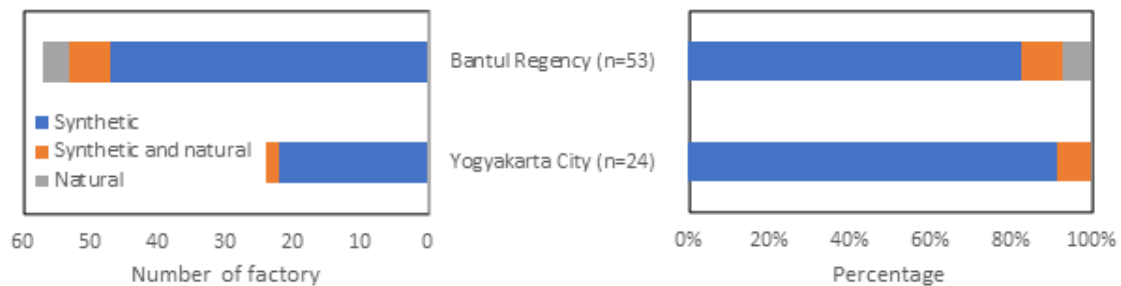 Bantul Regency (n=53)
Synthetic
Synthetic and natural
Natural
Yogyakarta City (n=24)
60 50 40 30 20 10 0
Number of factory
0% 20% 40% 60% 80% 100%
Percentage